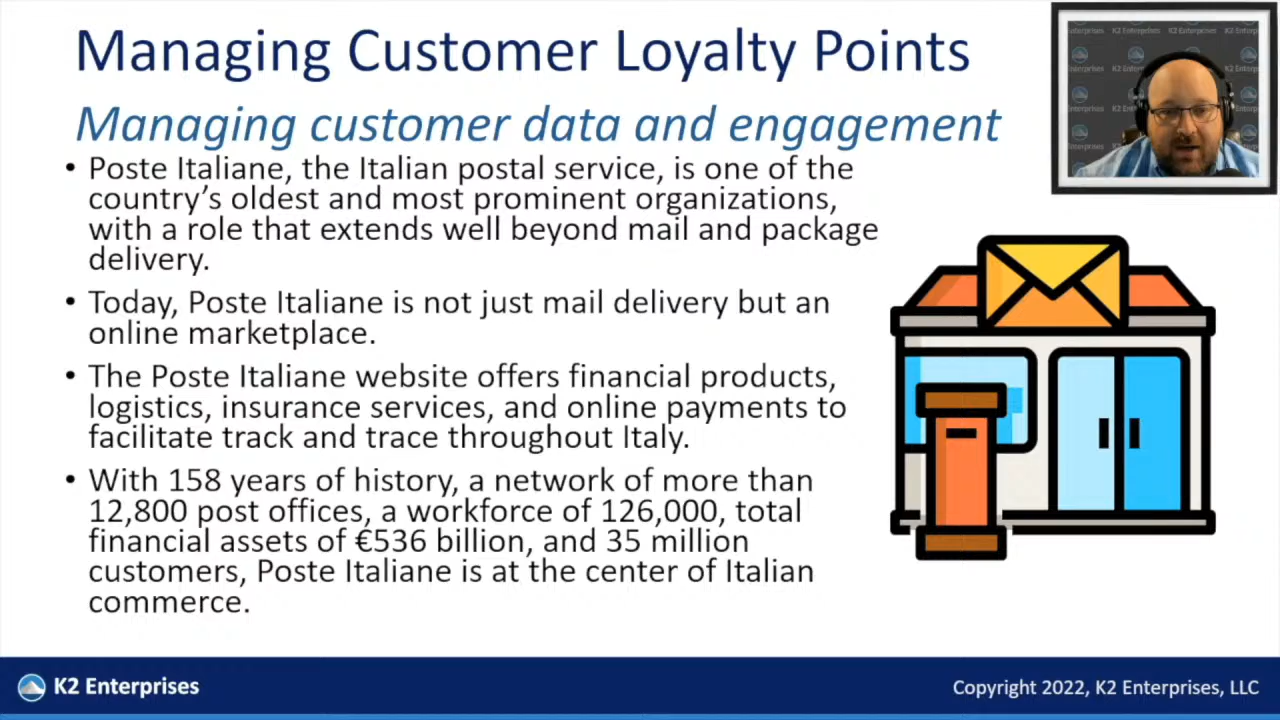 Managing Customer Loyalty Points
Managing customer data and engagement
• Poste Italiane, the Italian postal service, is one of the
country’s oldest and most prominent organizations,
with a role that extends well beyond mail and package
delivery.
• Today, Poste Italiane is not just mail delivery but an
online marketplace.
• The Poste Italiane website offers financial products,
logistics, insurance services, and online payments to
facilitate track and trace throughout Italy.
• With 158 years of history, a network of more than
12,800 post offices, a workforce of 126,000, total
financial assets of €536 billion, and 35 million
customers, Poste Italiane is at the center of Italian
commerce.
K2 Enterprises
Copyright 2022, K2 Enterprises, LLC